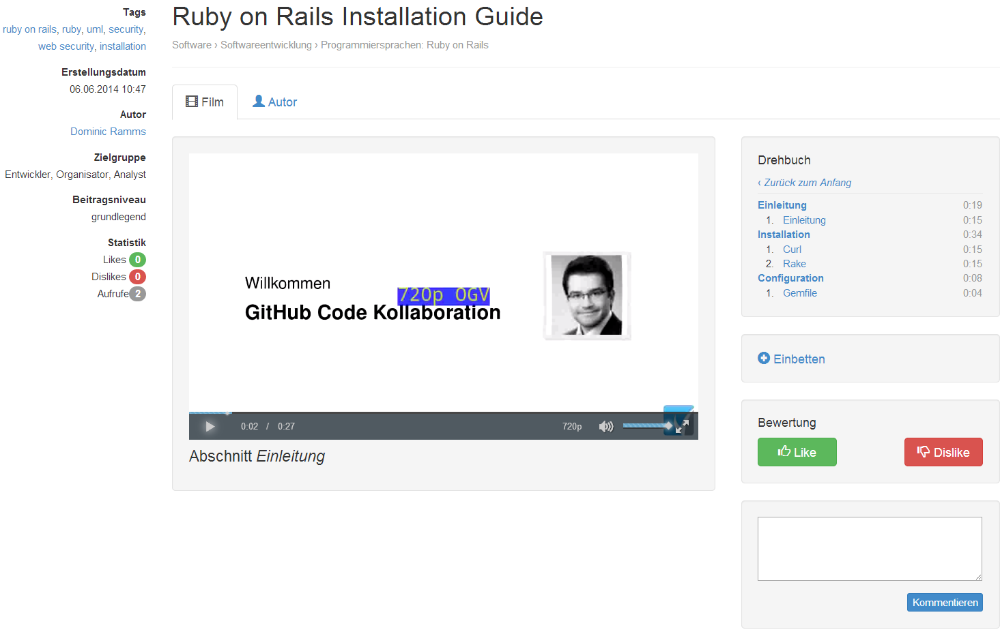 Tags
ruby on rails, ruby, uml, security,
web security, installation
Erstellungsdatum
06.06.2014 10:47
Autor
Dominic Ramms
Zielgruppe
Entwickler, Organisator, Analyst
Beitragsniveau
grundlegend
Statistik
Likes 0
Dislikes 0
Aufrufe 2
Ruby on Rails Installation Guide
Software › Softwareentwicklung › Programmiersprachen: Ruby on Rails
Film
Autor
Willkommen
720p OGV
GitHub Code Kollaboration
0:02 / 0:27
720p
Abschnitt Einleitung
Drehbuch
‹ Zurück zum Anfang
Einleitung 0:19
1. Einleitung 0:15
Installation 0:34
1. Curl 0:15
2. Rake 0:15
Configuration 0:08
1. Gemfile 0:04
Einbetten
Bewertung
Like
Dislike
Kommentieren